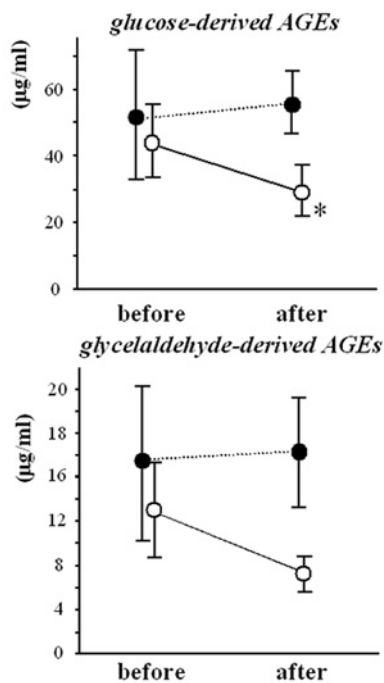 glucose-derived AGEs
(µg/ml)
60
40
20
0
*
before after
glycelaldehyde-derived AGEs
(µg/ml)
20
18
16
12
8
4
0
before after